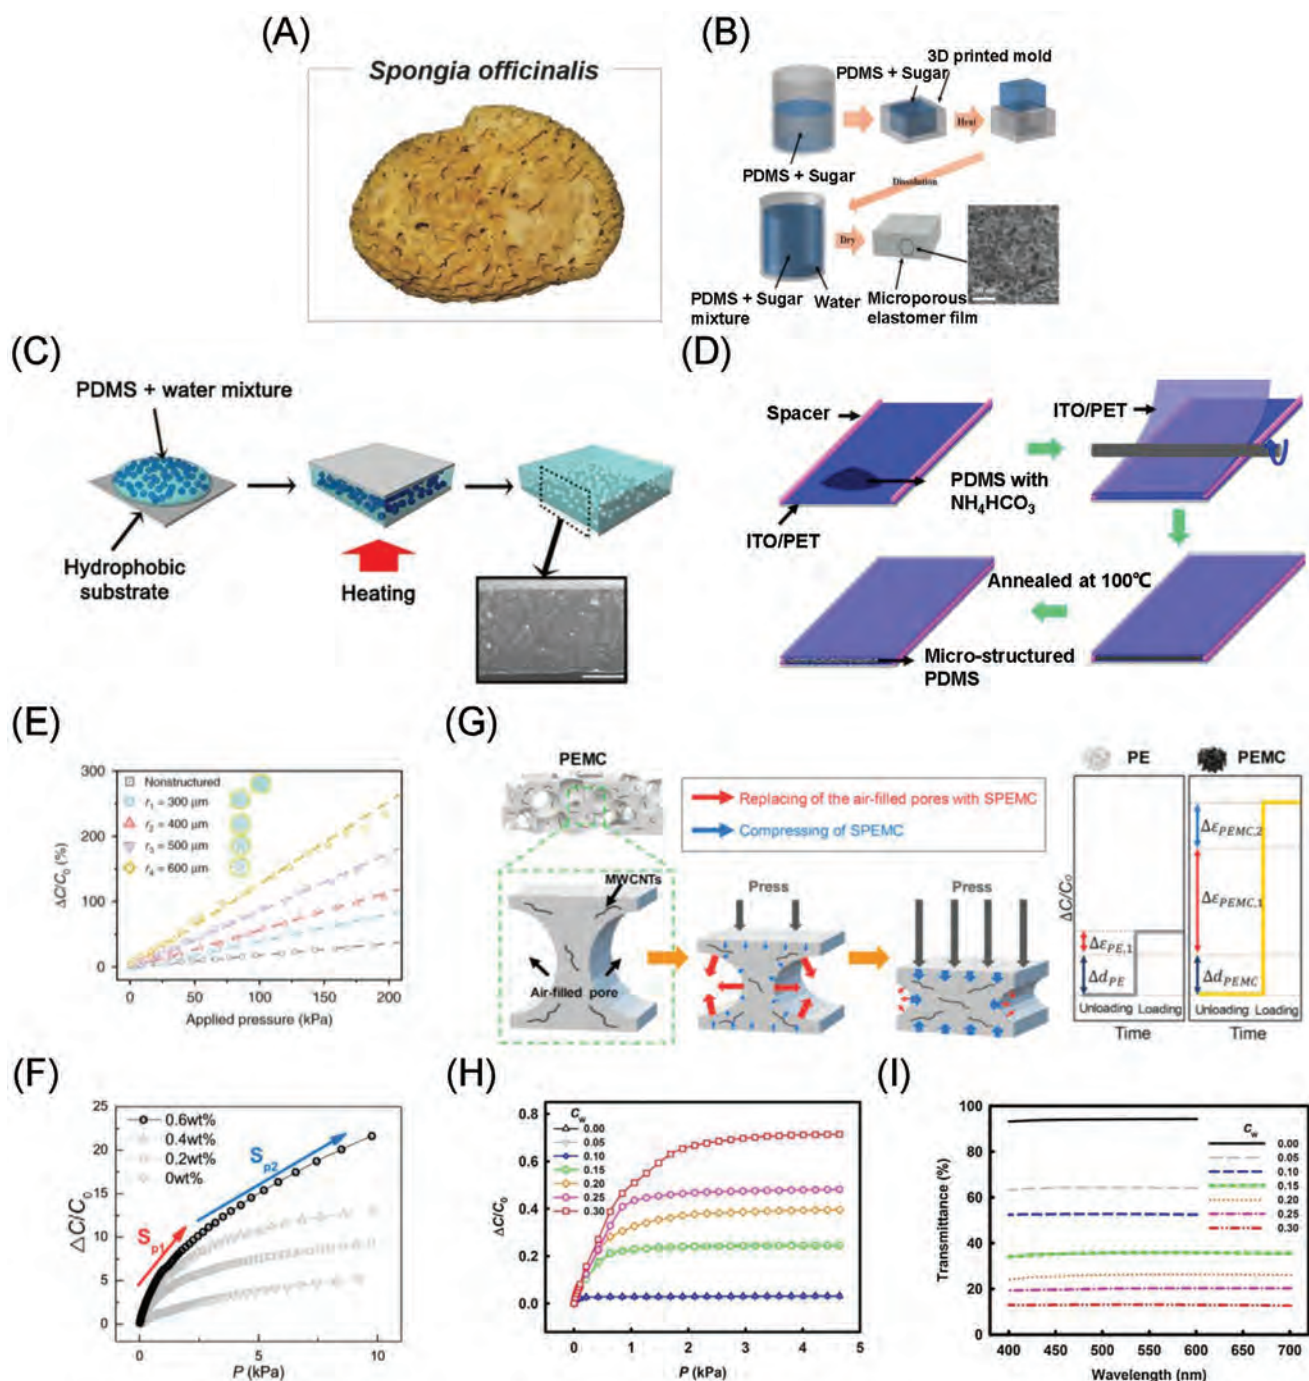 (A)
Spongia officinalis
(B)
3D printed mold
PDMS + Sugar
Heat
PDMS + Sugar
Dissolution
Dry
PDMS + Sugar
mixture
Water
Microporous
elastomer film
(C)
PDMS + water mixture
Hydrophobic
substrate
Heating
(D)
Spacer
ITO/PET
PDMS with
NH₄HCO₃
ITO/PET
Annealed at 100℃
Micro-structured
PDMS
(E)
300
200
100
0
ΔC/C₀ (%)
Nonstructured
r₁ = 300 μm
r₂ = 400 μm
r₃ = 500 μm
r₄ = 600 μm
0 50 100 150 200
Applied pressure (kPa)
(G)
PEMC
Replacing of the air-filled pores with SPEMC
Compressing of SPEMC
MWCNTs
Air-filled pore
Press
Press
PE
PEMC
ΔC/C₀
Δε_PE,1
Δd_PE
Unloading Loading
Time
Δε_PEMC,2
Δε_PEMC,1
Δd_PEMC
Unloading Loading
Time
(F)
25
20
15
10
5
0
ΔC/C₀
0.6wt%
0.4wt%
0.2wt%
0wt%
S_p1
S_p2
0 5 10
P (kPa)
(H)
0.8
0.6
0.4
0.2
0.0
ΔC/C₀
C_w
0.00
0.05
0.10
0.15
0.20
0.25
0.30
0 1 2 3 4 5
P (kPa)
(I)
100
80
60
40
20
0
Transmittance (%)
C_w
0.00
0.05
0.10
0.15
0.20
0.25
0.30
400 450 500 550 600 650 700
Wavelength (nm)